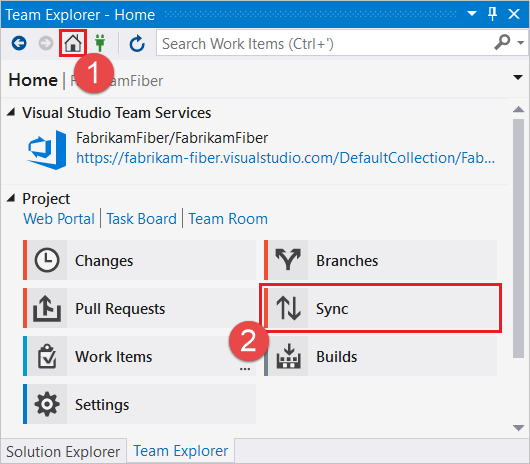 Team Explorer - Home
Search Work Items (Ctrl+')
1
Home | FabrikamFiber
Visual Studio Team Services
FabrikamFiber/FabrikamFiber
https://fabrikam-fiber.visualstudio.com/DefaultCollection/Fab...
Project
Web Portal | Task Board | Team Room
Changes
Branches
Pull Requests
Sync
2
Work Items
...
Builds
Settings
Solution Explorer
Team Explorer